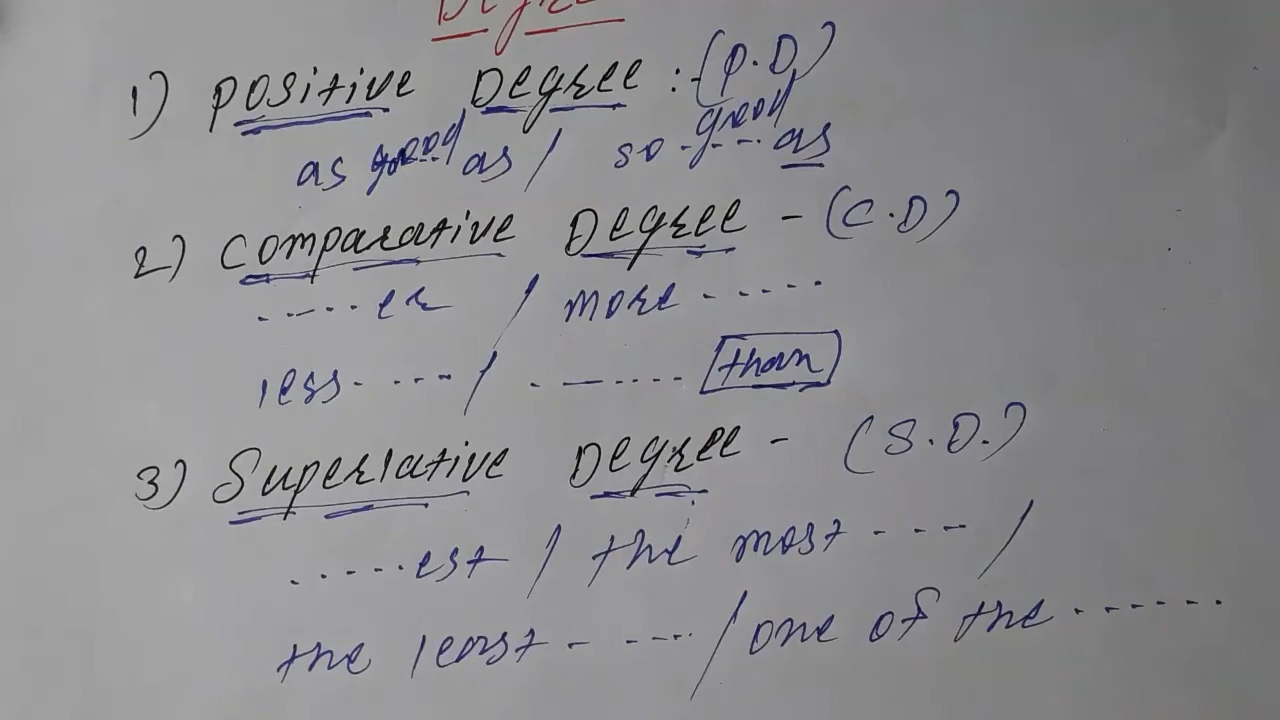 Degree
1) Positive Degree :- (P.D)
as good as / so good as
2) Comparative Degree - (C.D)
.....er / more ......
less- ..../ .-..... than
3) Superlative Degree - (S.D.)
......est / the most ---- /
the least - ..... / one of the ......